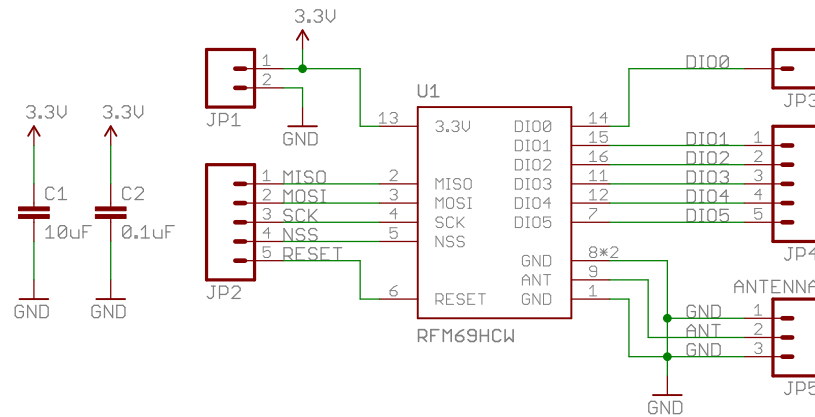 3.3V
1
2
JP1
GND
3.3V
C1
10uF
GND
3.3V
C2
0.1uF
GND
1 MISO
2 MOSI
3 SCK
4 NSS
5 RESET
JP2
U1
13 3.3V
2 MISO
3 MOSI
4 SCK
5 NSS
6 RESET
DIO0 14
DIO1 15
DIO2 16
DIO3 11
DIO4 12
DIO5 7
GND 8*2
ANT 9
GND 1
RFM69HCW
DIO0
JP3
DIO1 1
DIO2 2
DIO3 3
DIO4 4
DIO5 5
JP4
ANTENNA
GND 1
ANT 2
GND 3
JP5
GND